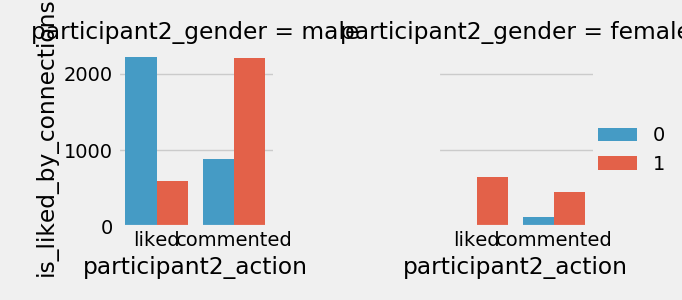 participant2_gender = male
participant2_gender = female
is_liked_by_connections
2000
1000
0
liked
commented
liked
commented
participant2_action
participant2_action
0
1